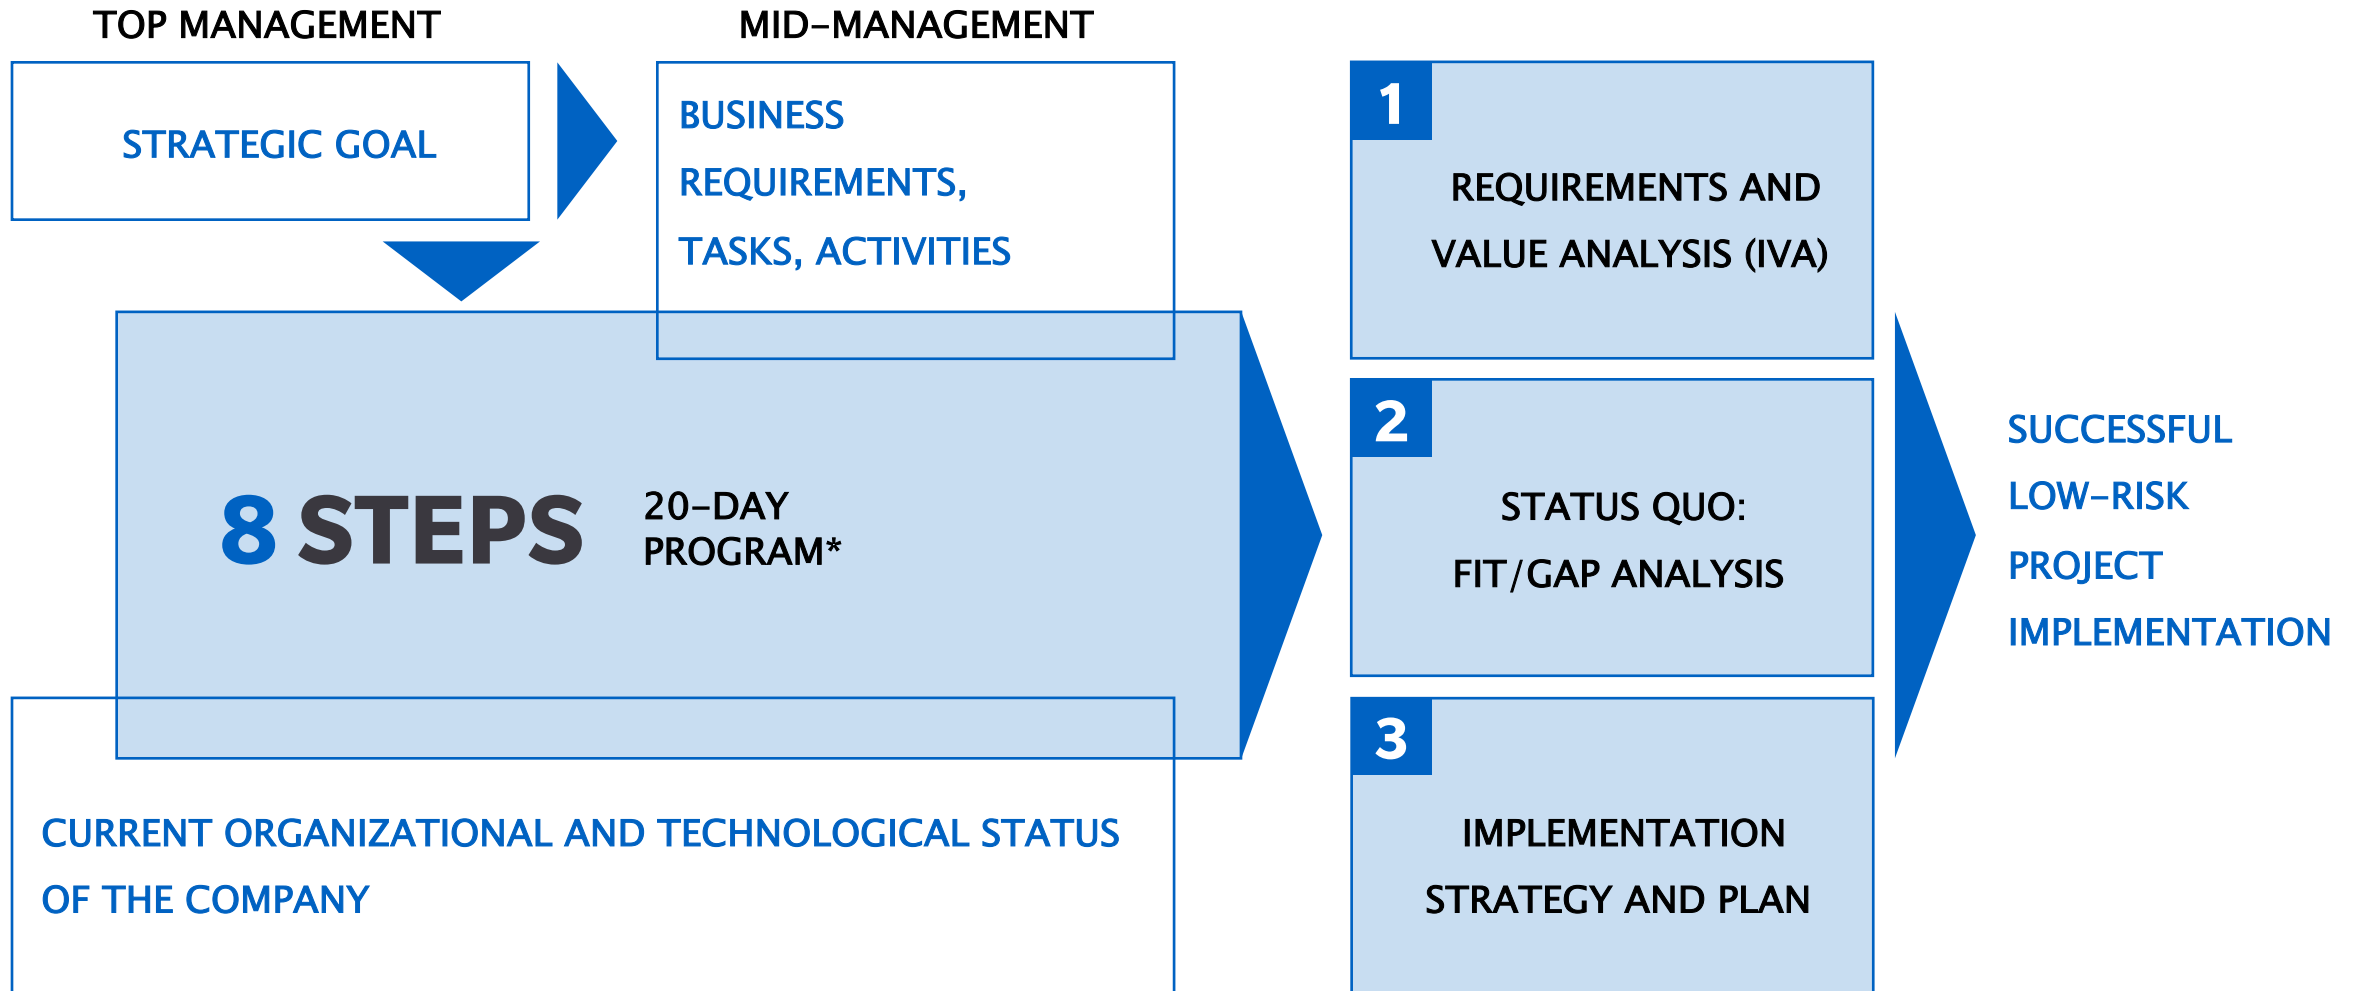 TOP MANAGEMENT
MID-MANAGEMENT
STRATEGIC GOAL
BUSINESS
REQUIREMENTS,
TASKS, ACTIVITIES
8 STEPS
20-DAY
PROGRAM*
CURRENT ORGANIZATIONAL AND TECHNOLOGICAL STATUS
OF THE COMPANY
1
REQUIREMENTS AND
VALUE ANALYSIS (IVA)
2
STATUS QUO:
FIT/GAP ANALYSIS
3
IMPLEMENTATION
STRATEGY AND PLAN
SUCCESSFUL
LOW-RISK
PROJECT
IMPLEMENTATION